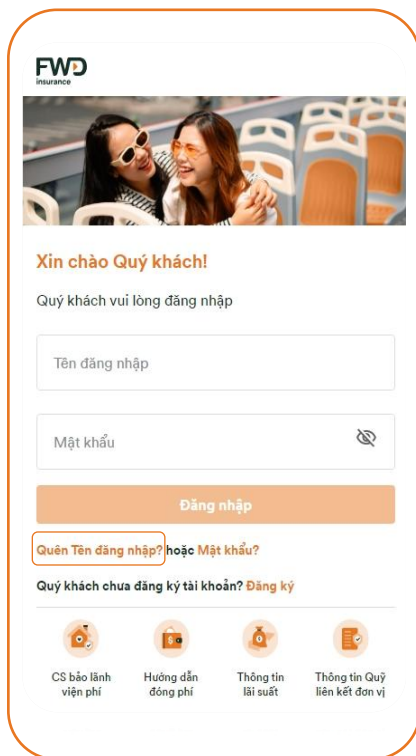 FWD
insurance
Xin chào Quý khách!
Quý khách vui lòng đăng nhập
Tên đăng nhập
Mật khẩu
Đăng nhập
Quên Tên đăng nhập? hoặc Mật khẩu?
Quý khách chưa đăng ký tài khoản? Đăng ký
CS bảo lãnh
viện phí
Hướng dẫn
đóng phí
Thông tin
lãi suất
Thông tin Quỹ
liên kết đơn vị